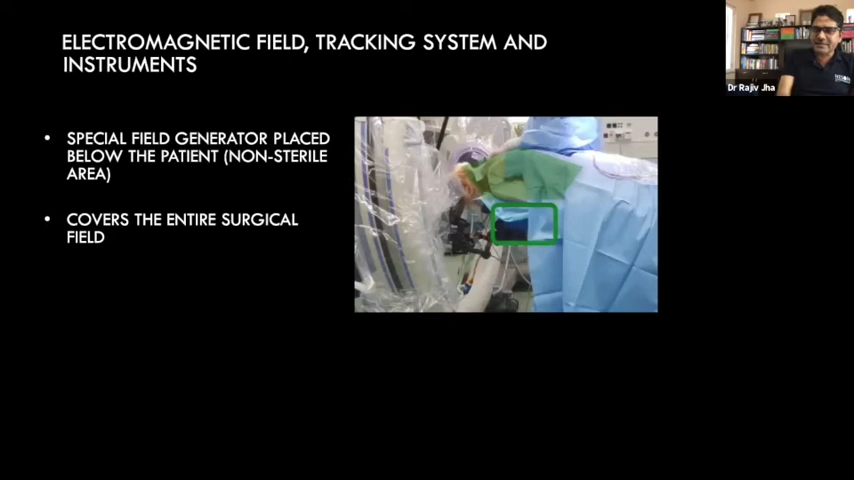 ELECTROMAGNETIC FIELD, TRACKING SYSTEM AND
INSTRUMENTS
Dr Rajiv Jha
• SPECIAL FIELD GENERATOR PLACED
BELOW THE PATIENT (NON-STERILE
AREA)
• COVERS THE ENTIRE SURGICAL
FIELD